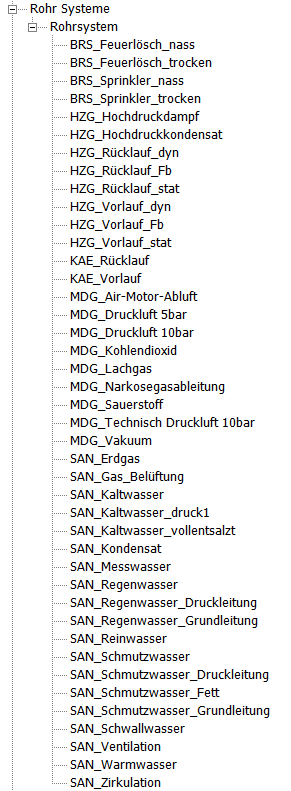 Rohr Systeme
Rohrsystem
BRS_Feuerlösch_nass
BRS_Feuerlösch_trocken
BRS_Sprinkler_nass
BRS_Sprinkler_trocken
HZG_Hochdruckdampf
HZG_Hochdruckkondensat
HZG_Rücklauf_dyn
HZG_Rücklauf_Fb
HZG_Rücklauf_stat
HZG_Vorlauf_dyn
HZG_Vorlauf_Fb
HZG_Vorlauf_stat
KAE_Rücklauf
KAE_Vorlauf
MDG_Air-Motor-Abluft
MDG_Druckluft 5bar
MDG_Druckluft 10bar
MDG_Kohlendioxid
MDG_Lachgas
MDG_Narkosegasableitung
MDG_Sauerstoff
MDG_Technisch Druckluft 10bar
MDG_Vakuum
SAN_Erdgas
SAN_Gas_Belüftung
SAN_Kaltwasser
SAN_Kaltwasser_druck1
SAN_Kaltwasser_vollentsalzt
SAN_Kondensat
SAN_Messwasser
SAN_Regenwasser
SAN_Regenwasser_Druckleitung
SAN_Regenwasser_Grundleitung
SAN_Reinwasser
SAN_Schmutzwasser
SAN_Schmutzwasser_Druckleitung
SAN_Schmutzwasser_Fett
SAN_Schmutzwasser_Grundleitung
SAN_Schwallwasser
SAN_Ventilation
SAN_Warmwasser
SAN_Zirkulation